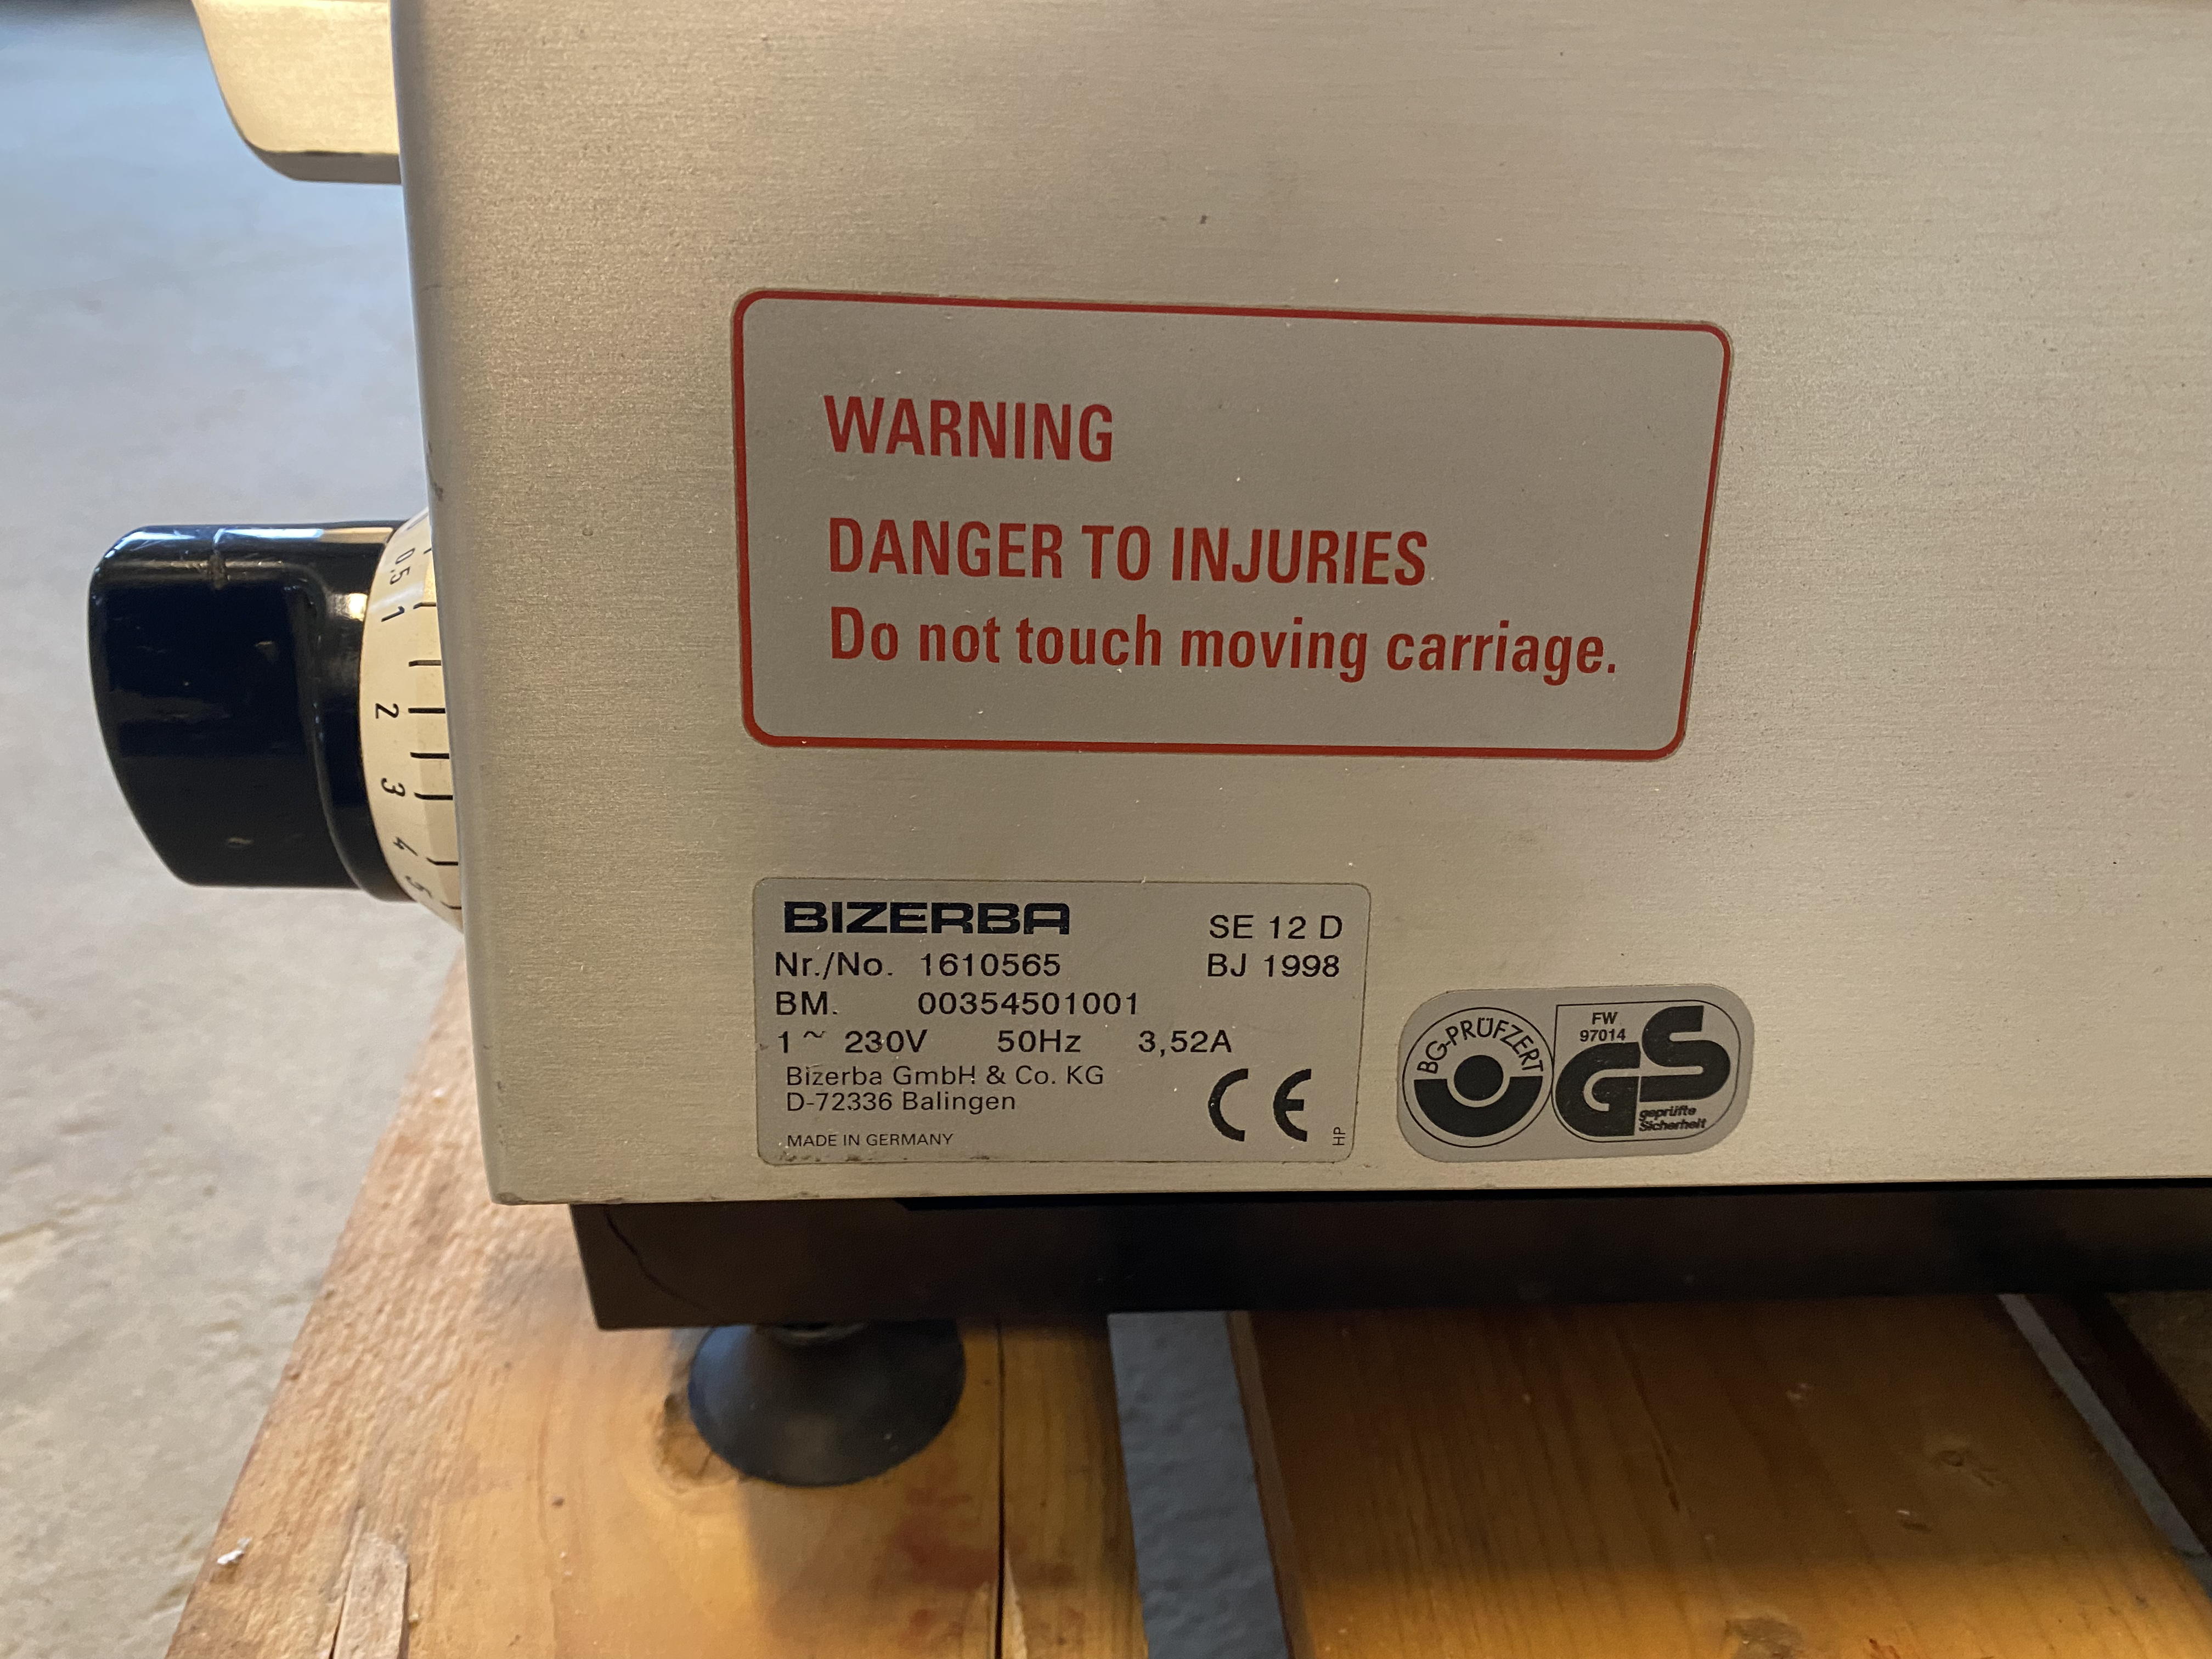 WARNING
DANGER TO INJURIES
Do not touch moving carriage.
0,5
1
2
3
4
5
BIZERBA SE 12 D
Nr./No. 1610565 BJ 1998
BM. 00354501001
1 ~ 230V 50Hz 3,52A
Bizerba GmbH & Co. KG
D-72336 Balingen
CE
MADE IN GERMANY
HP
BG-PRÜFZERT
FW
97014
GS
geprüfte
Sicherheit